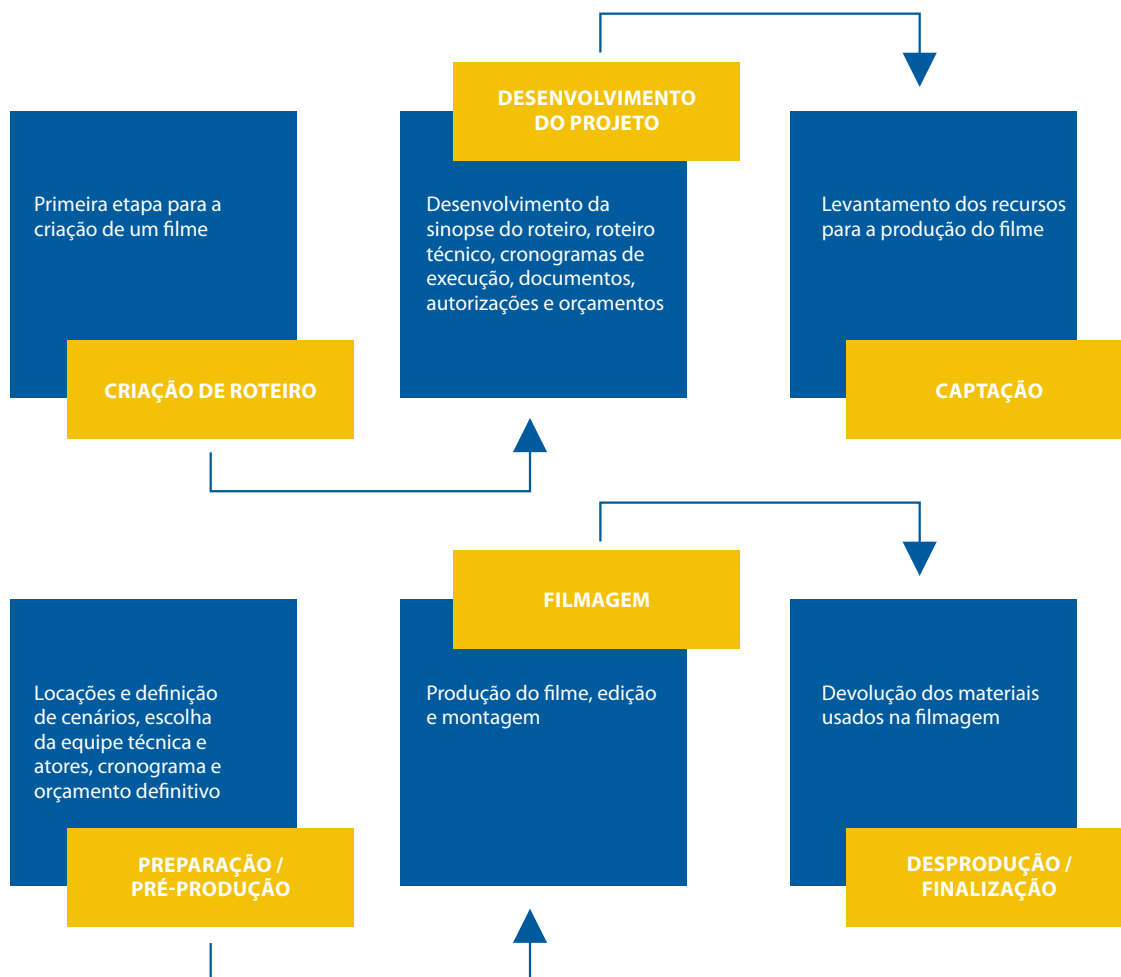 Primeira etapa para a
criação de um filme
CRIAÇÃO DE ROTEIRO
DESENVOLVIMENTO
DO PROJETO
Desenvolvimento da
sinopse do roteiro, roteiro
técnico, cronogramas de
execução, documentos,
autorizações e orçamentos
Levantamento dos recursos
para a produção do filme
CAPTAÇÃO
Locações e definição
de cenários, escolha
da equipe técnica e
atores, cronograma e
orçamento definitivo
PREPARAÇÃO /
PRÉ-PRODUÇÃO
FILMAGEM
Produção do filme, edição
e montagem
Devolução dos materiais
usados na filmagem
DESPRODUÇÃO /
FINALIZAÇÃO